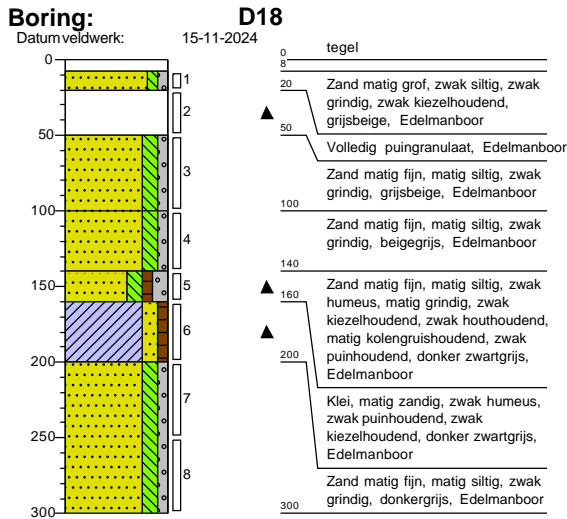 Boring: D18
Datum veldwerk: 15-11-2024
0
50
100
150
200
250
300
1
2
3
4
5
6
7
8
0
tegel
8
20
Zand matig grof, zwak siltig, zwak
grindig, zwak kiezelhoudend,
grijsbeige, Edelmanboor
50
Volledig puingranulaat, Edelmanboor
Zand matig fijn, matig siltig, zwak
grindig, grijsbeige, Edelmanboor
100
Zand matig fijn, matig siltig, zwak
grindig, beigegrijs, Edelmanboor
140
Zand matig fijn, matig siltig, zwak
humeus, matig grindig, zwak
kiezelhoudend, zwak houthoudend,
matig kolengruishoudend, zwak
puinhoudend, donker zwartgrijs,
Edelmanboor
160
Klei, matig zandig, zwak humeus,
zwak puinhoudend, zwak
kiezelhoudend, donker zwartgrijs,
Edelmanboor
200
Zand matig fijn, matig siltig, zwak
grindig, donkergrijs, Edelmanboor
300